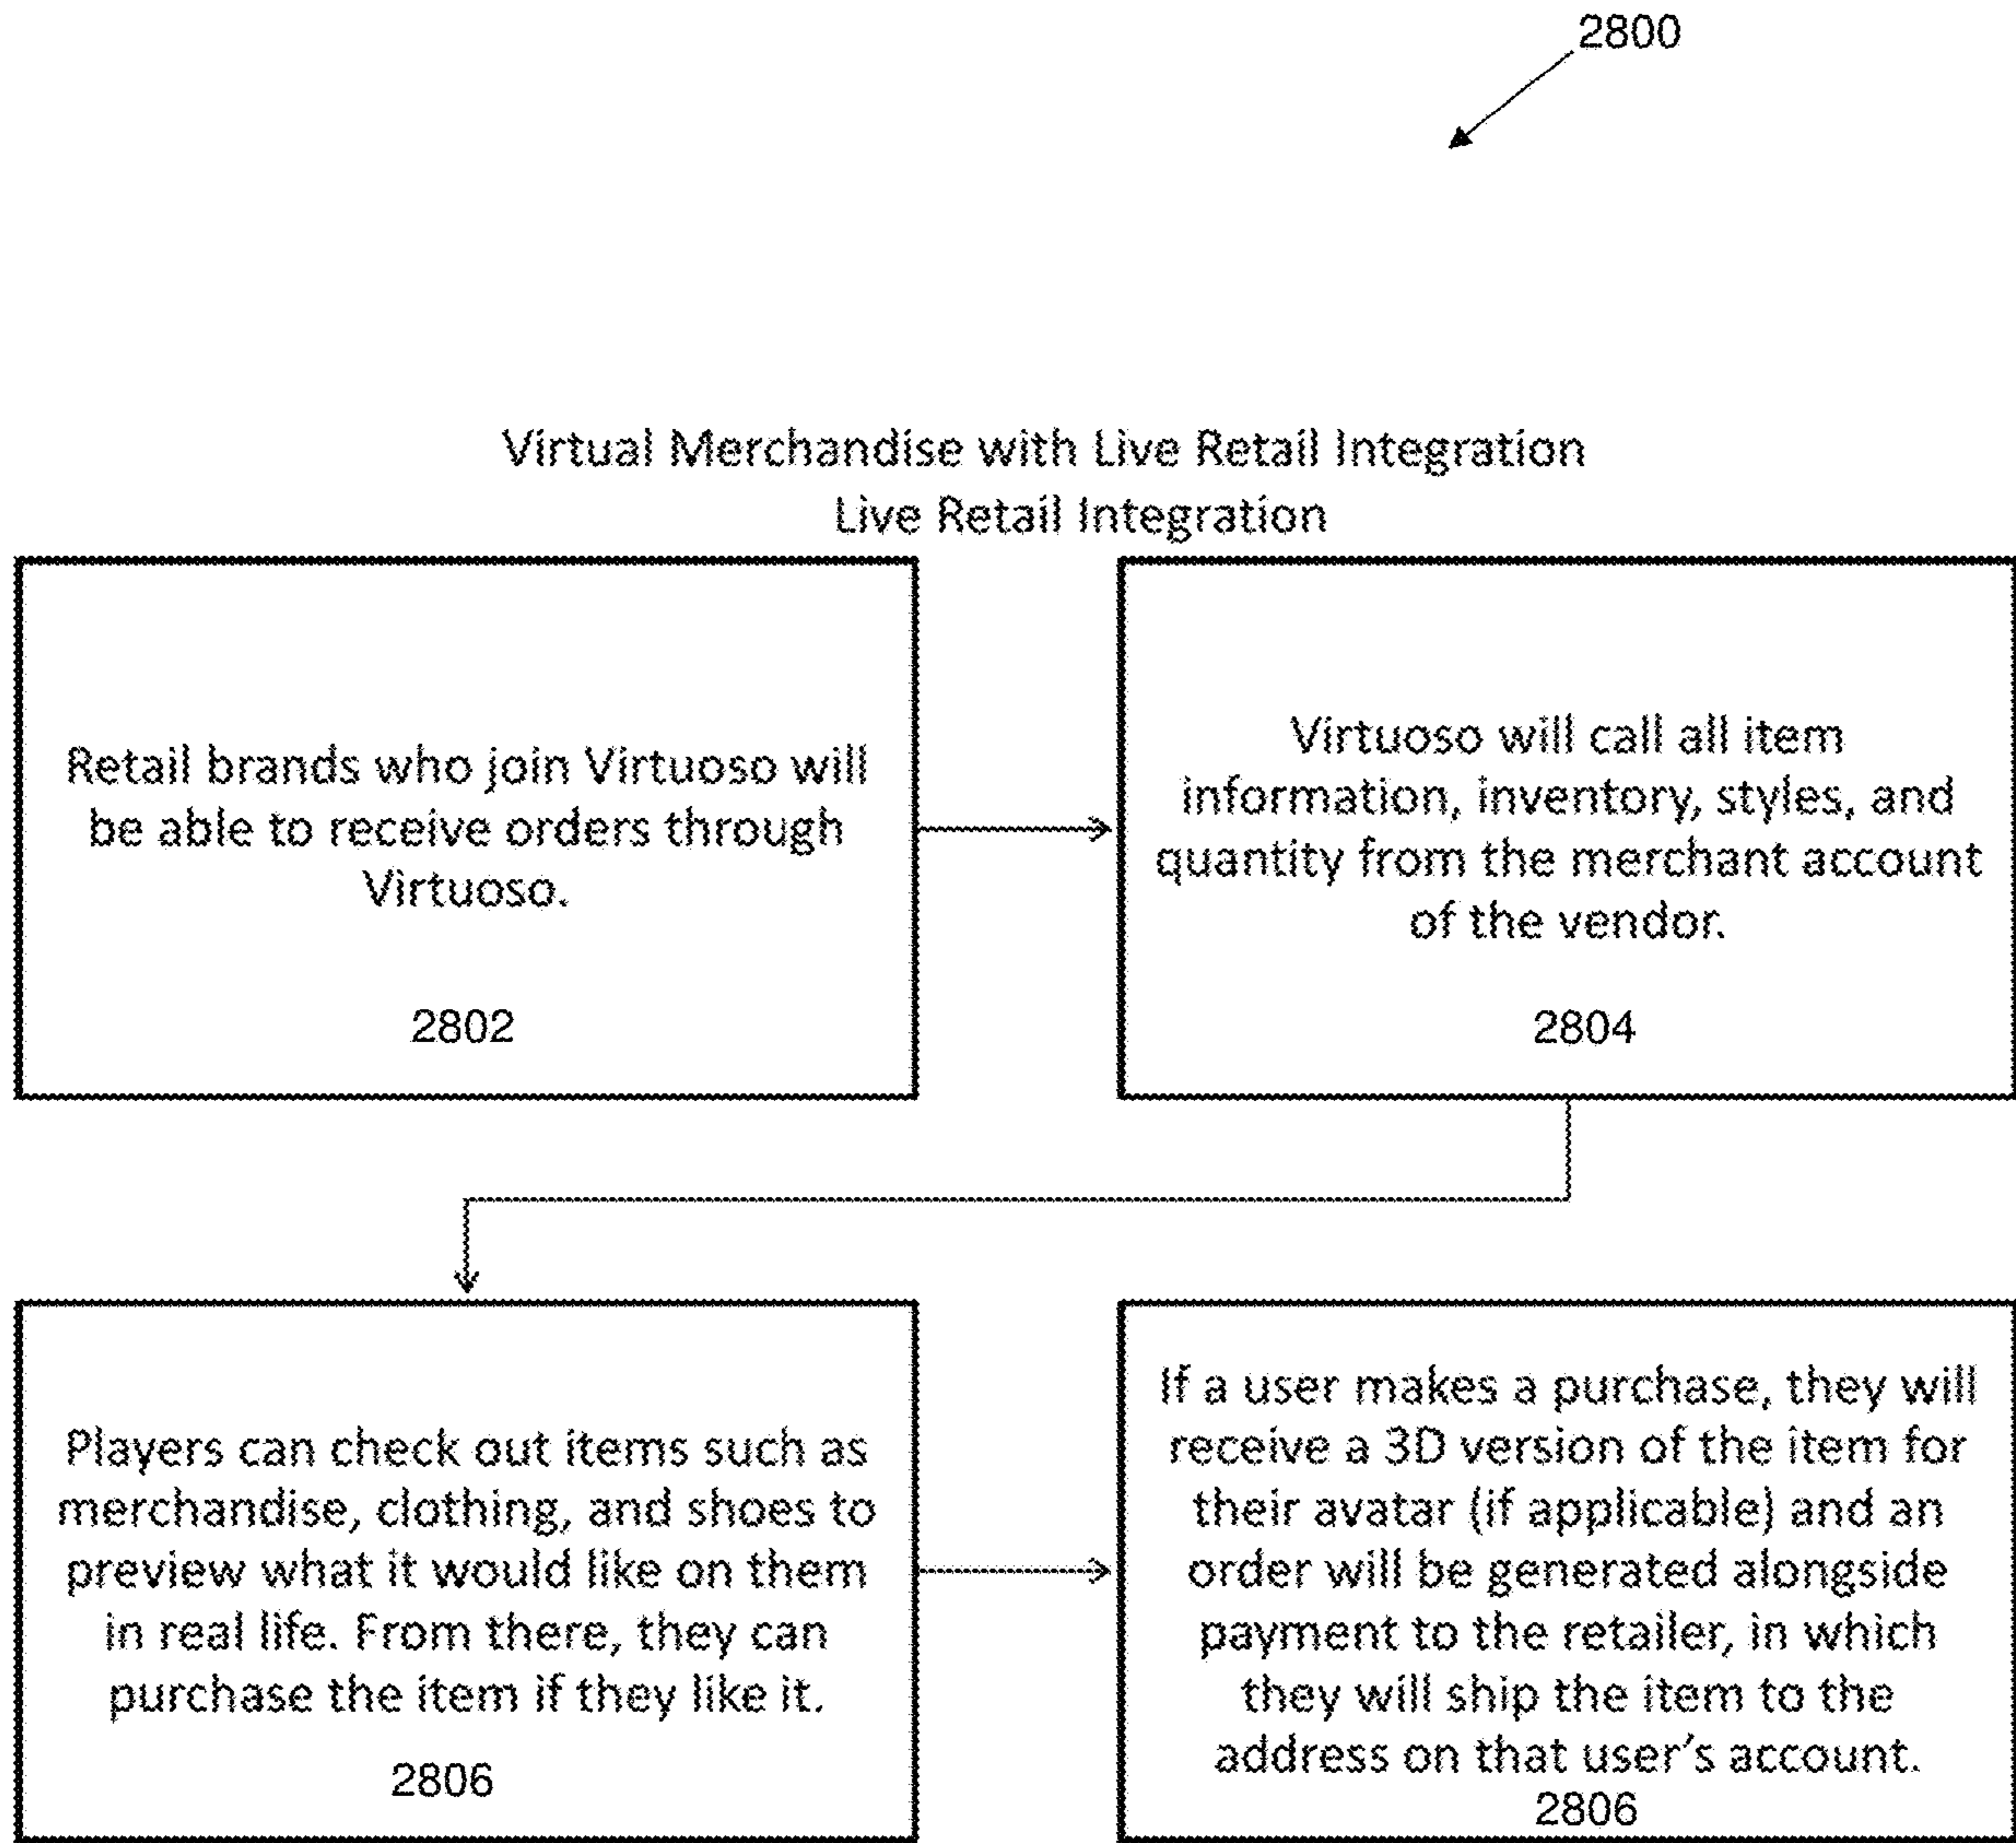 2800
Virtual Merchandise with Live Retail Integration
Live Retail Integration
Retail brands who join Virtuoso will
be able to receive orders through
Virtuoso.
2802
Virtuoso will call all item
information, inventory, styles, and
quantity from the merchant account
of the vendor.
2804
Players can check out items such as
merchandise, clothing, and shoes to
preview what it would like on them
in real life. From there, they can
purchase the item if they like it.
2806
If a user makes a purchase, they will
receive a 3D version of the item for
their avatar (if applicable) and an
order will be generated alongside
payment to the retailer, in which
they will ship the item to the
address on that user's account.
2806